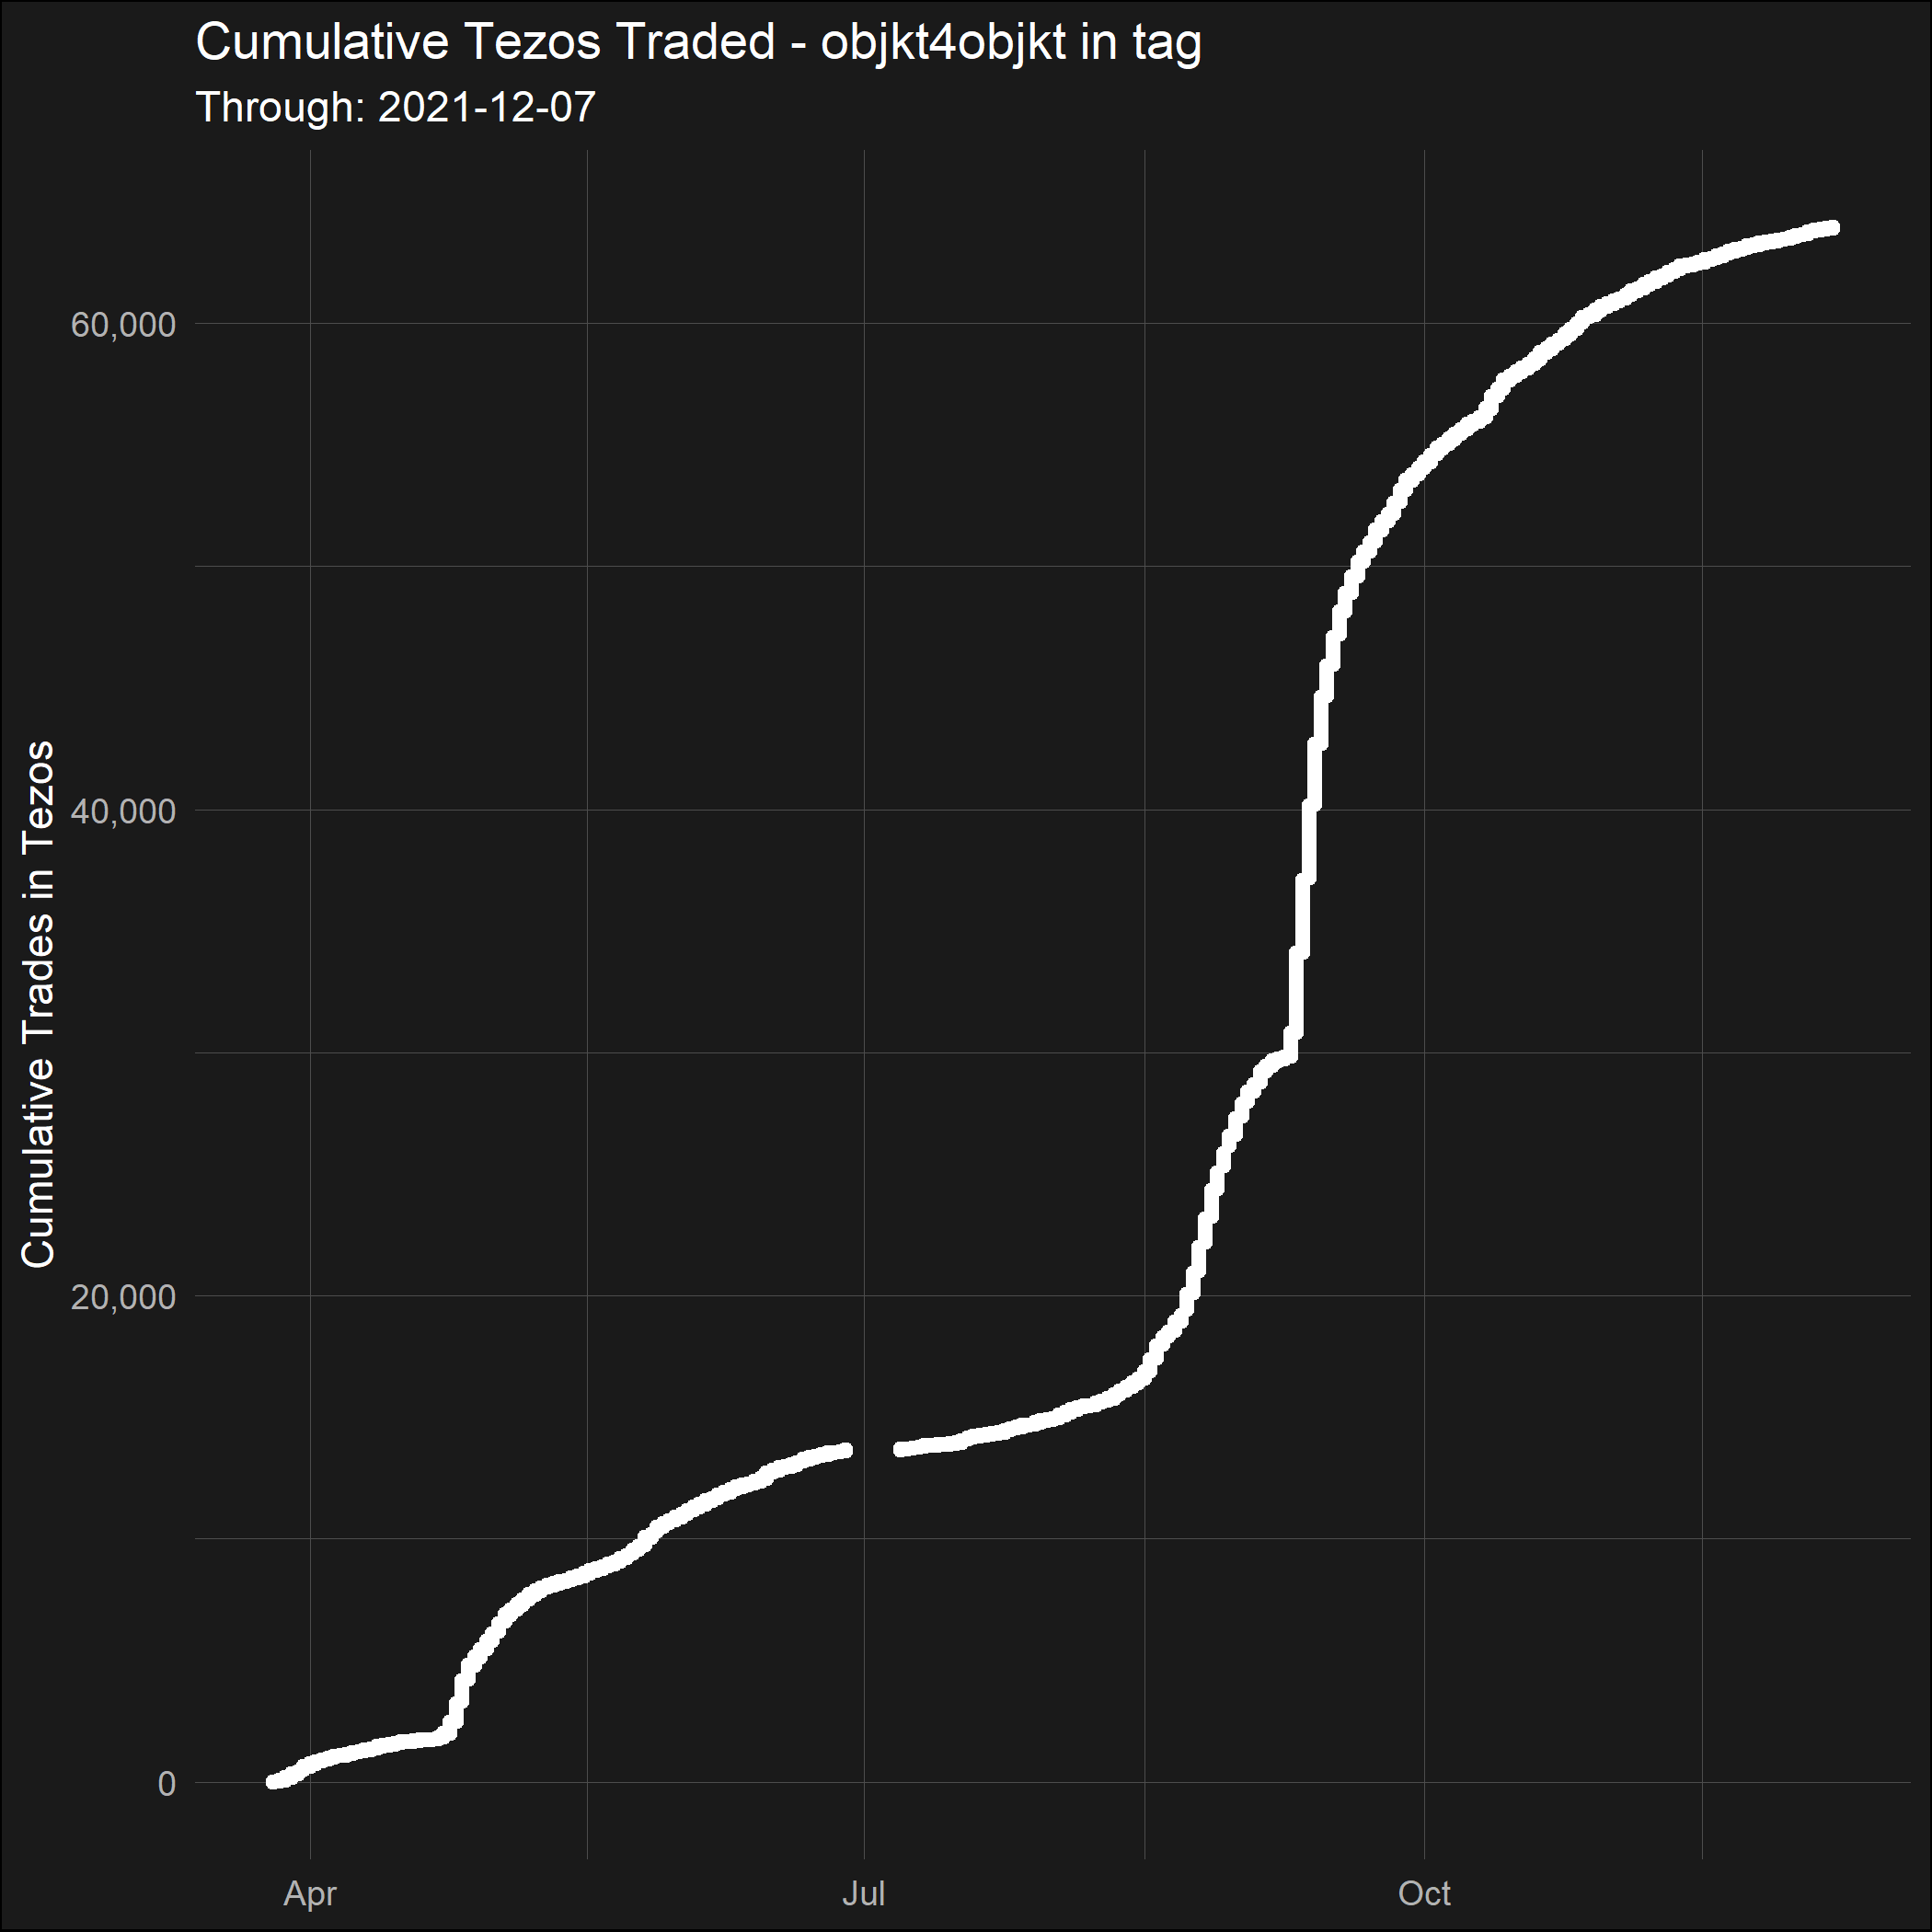 Cumulative Tezos Traded - objkt4objkt in tag
Through: 2021-12-07
Cumulative Trades in Tezos
60,000
40,000
20,000
0
Apr
Jul
Oct